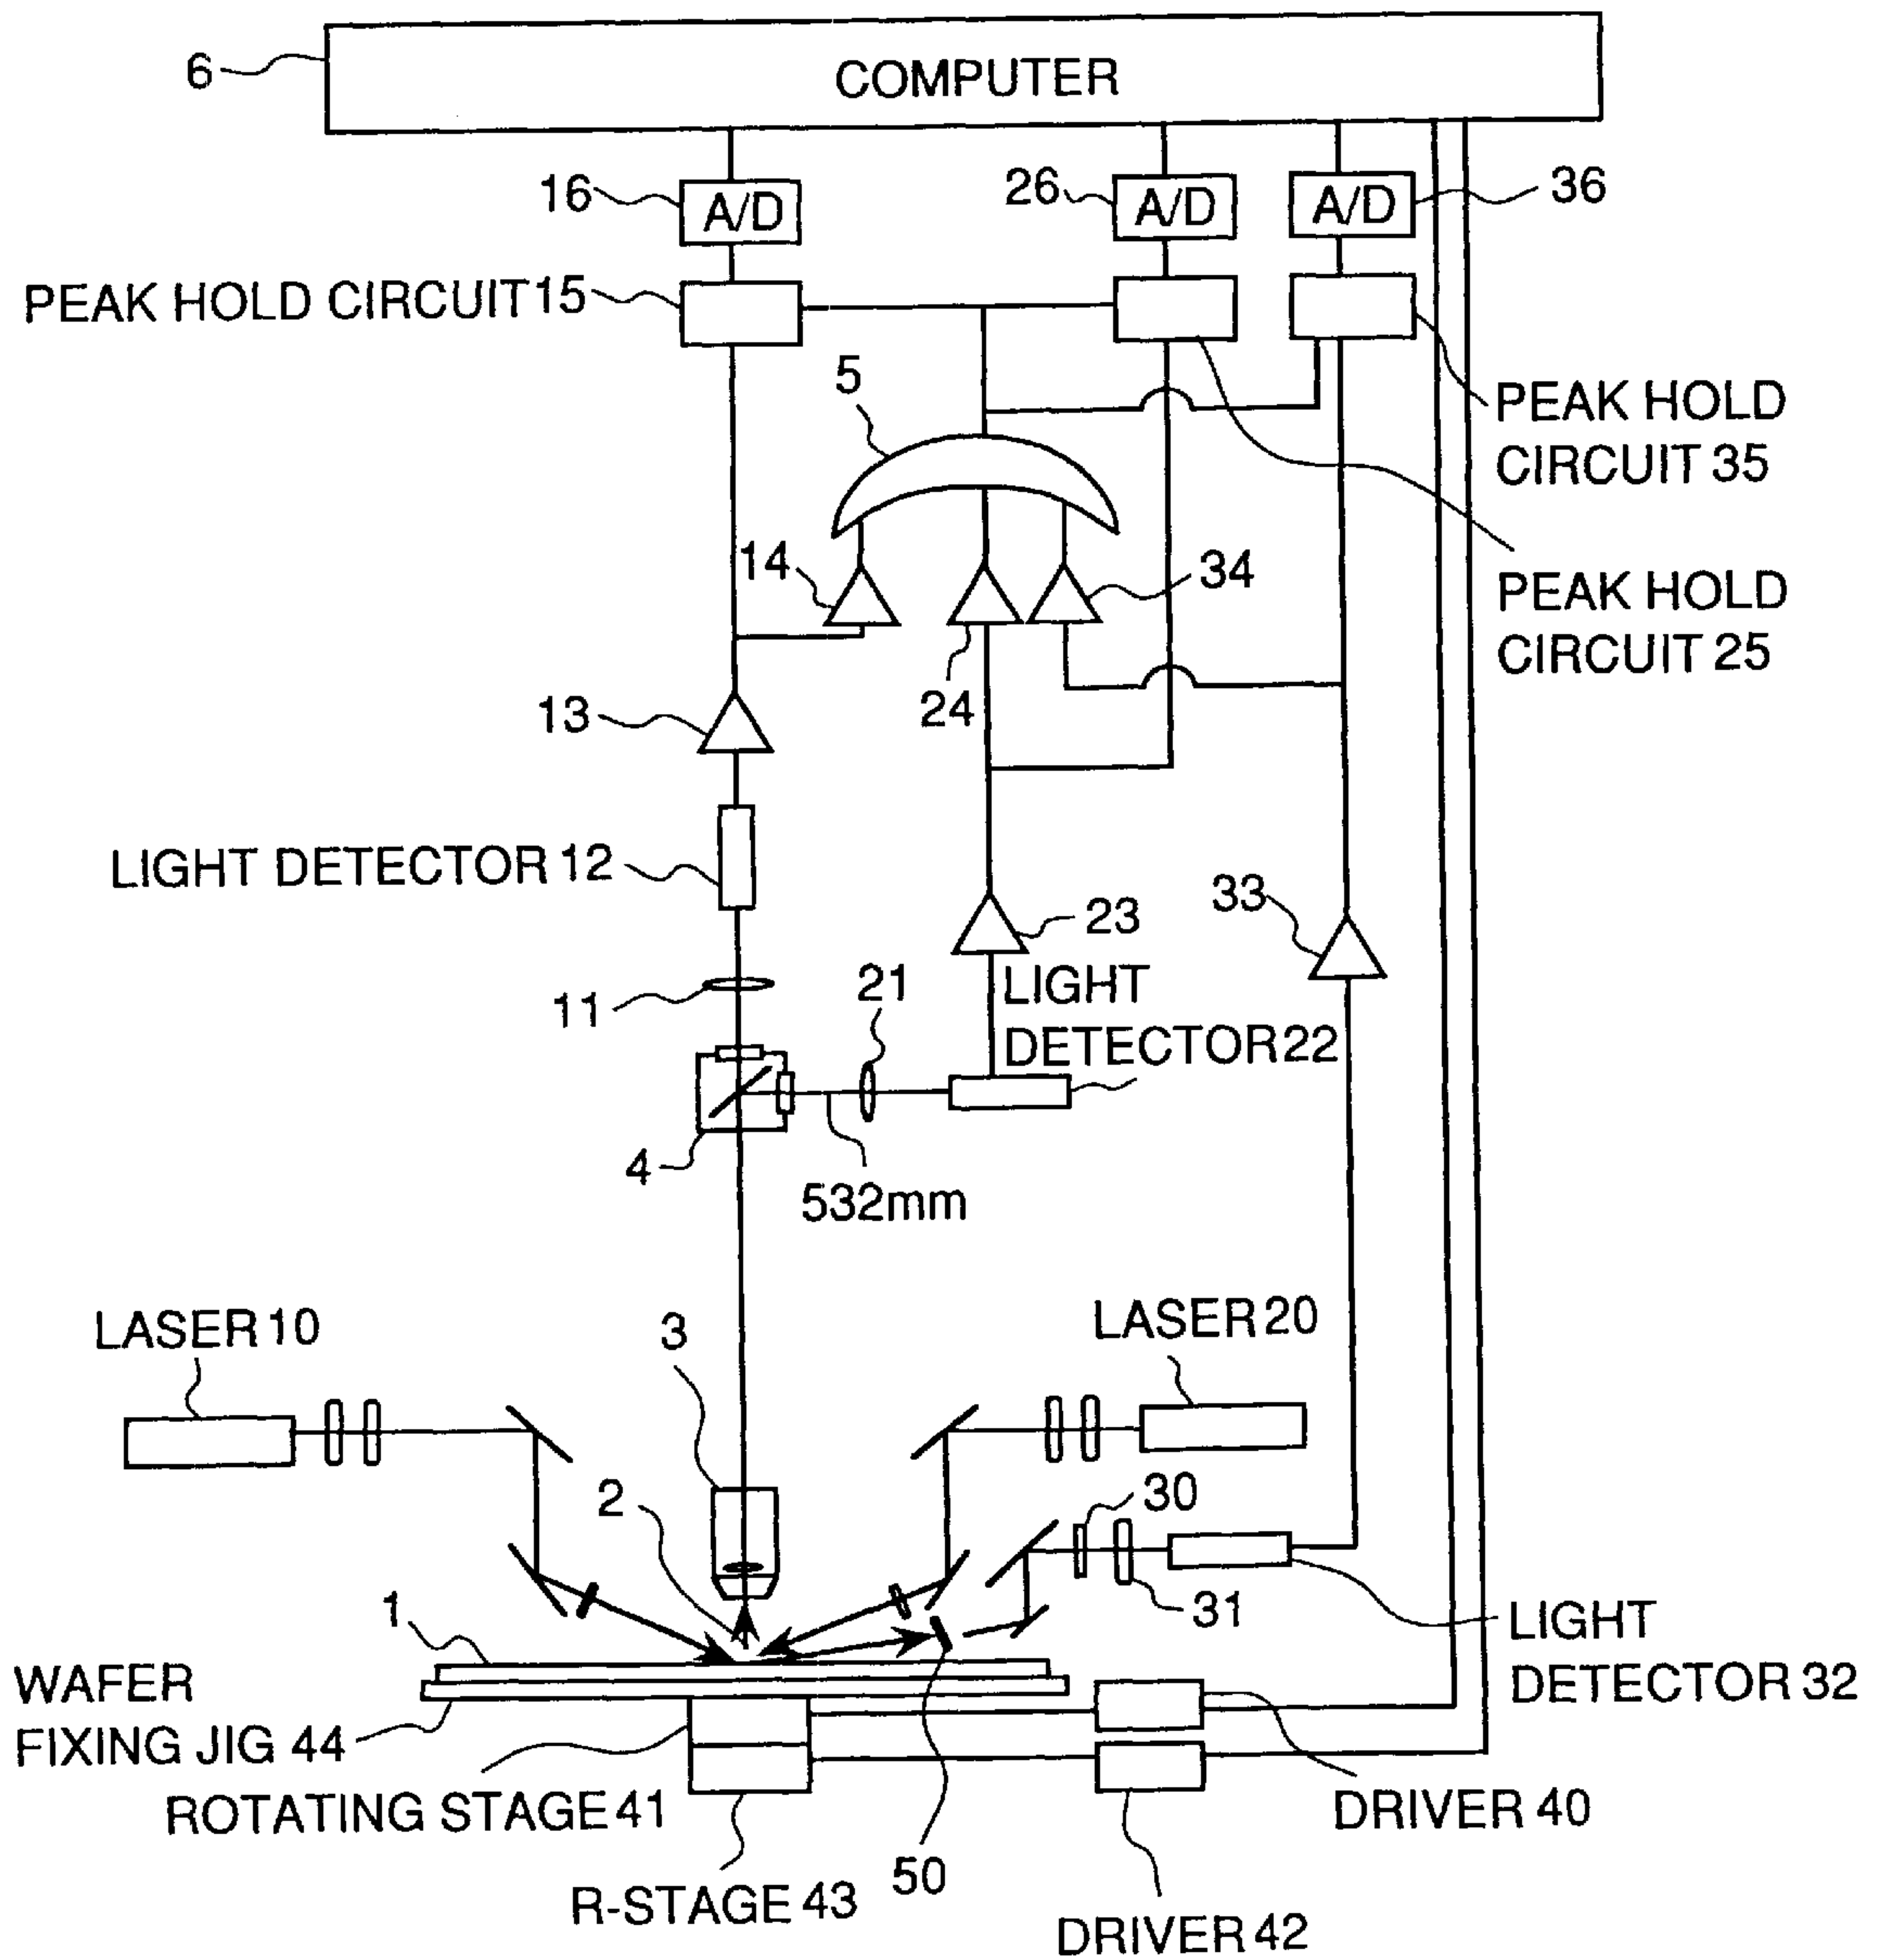 6
COMPUTER
16
A/D
26
A/D
A/D
36
PEAK HOLD CIRCUIT 15
5
PEAK HOLD
CIRCUIT 35
14
34
PEAK HOLD
CIRCUIT 25
24
13
LIGHT DETECTOR 12
23
33
11
21
LIGHT
DETECTOR 22
4
532mm
LASER 10
3
LASER 20
2
30
1
31
LIGHT
DETECTOR 32
WAFER
FIXING JIG 44
ROTATING STAGE 41
50
DRIVER 40
R-STAGE 43
DRIVER 42